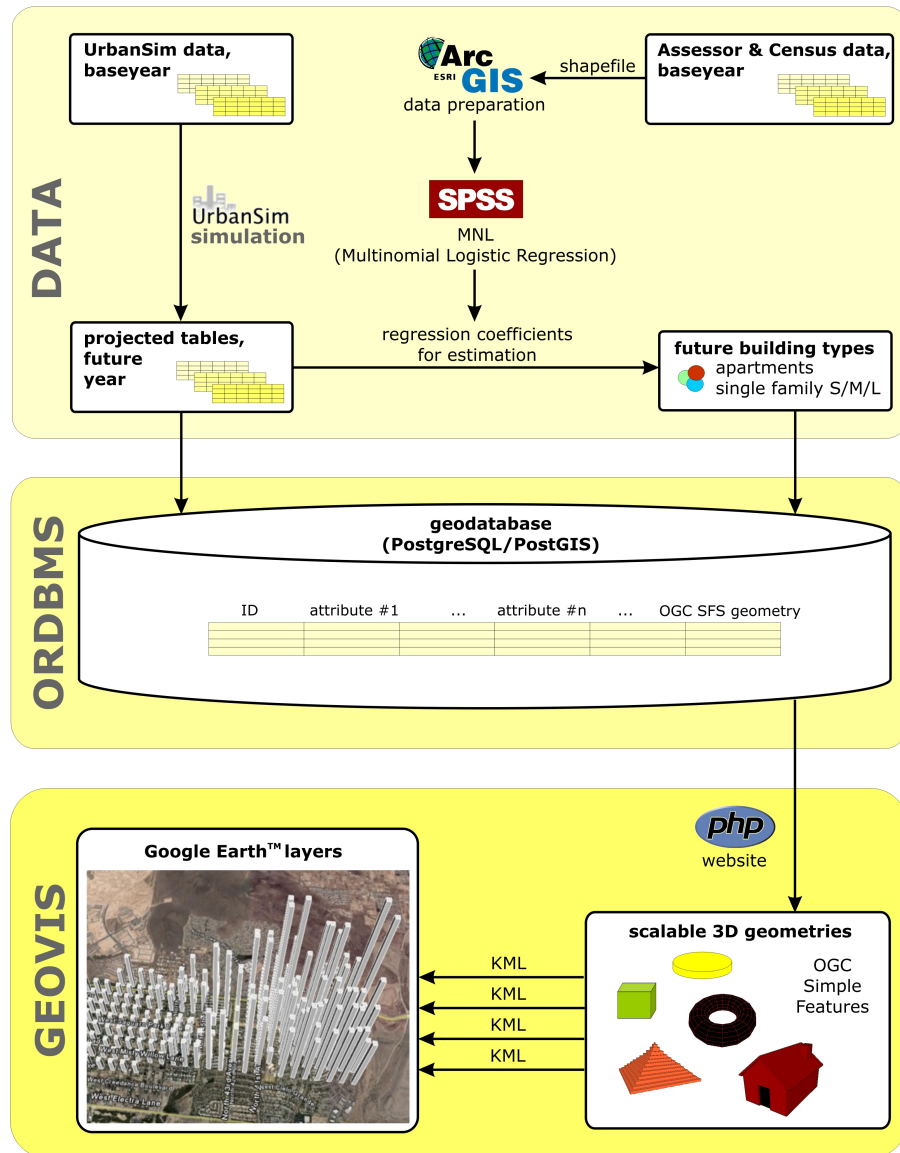 DATA
UrbanSim data,
baseyear
Arc
ESRI
GIS
data preparation
shapefile
Assessor & Census data,
baseyear
UrbanSim
simulation
SPSS
MNL
(Multinomial Logistic Regression)
projected tables,
future
year
regression coefficients
for estimation
future building types
apartments
single family S/M/L
ORDBMS
geodatabase
(PostgreSQL/PostGIS)
ID attribute #1 ... attribute #n ... OGC SFS geometry
GEOVIS
php
website
Google Earth™ layers
West Electra Lane
scalable 3D geometries
OGC
Simple
Features
KML
KML
KML
KML